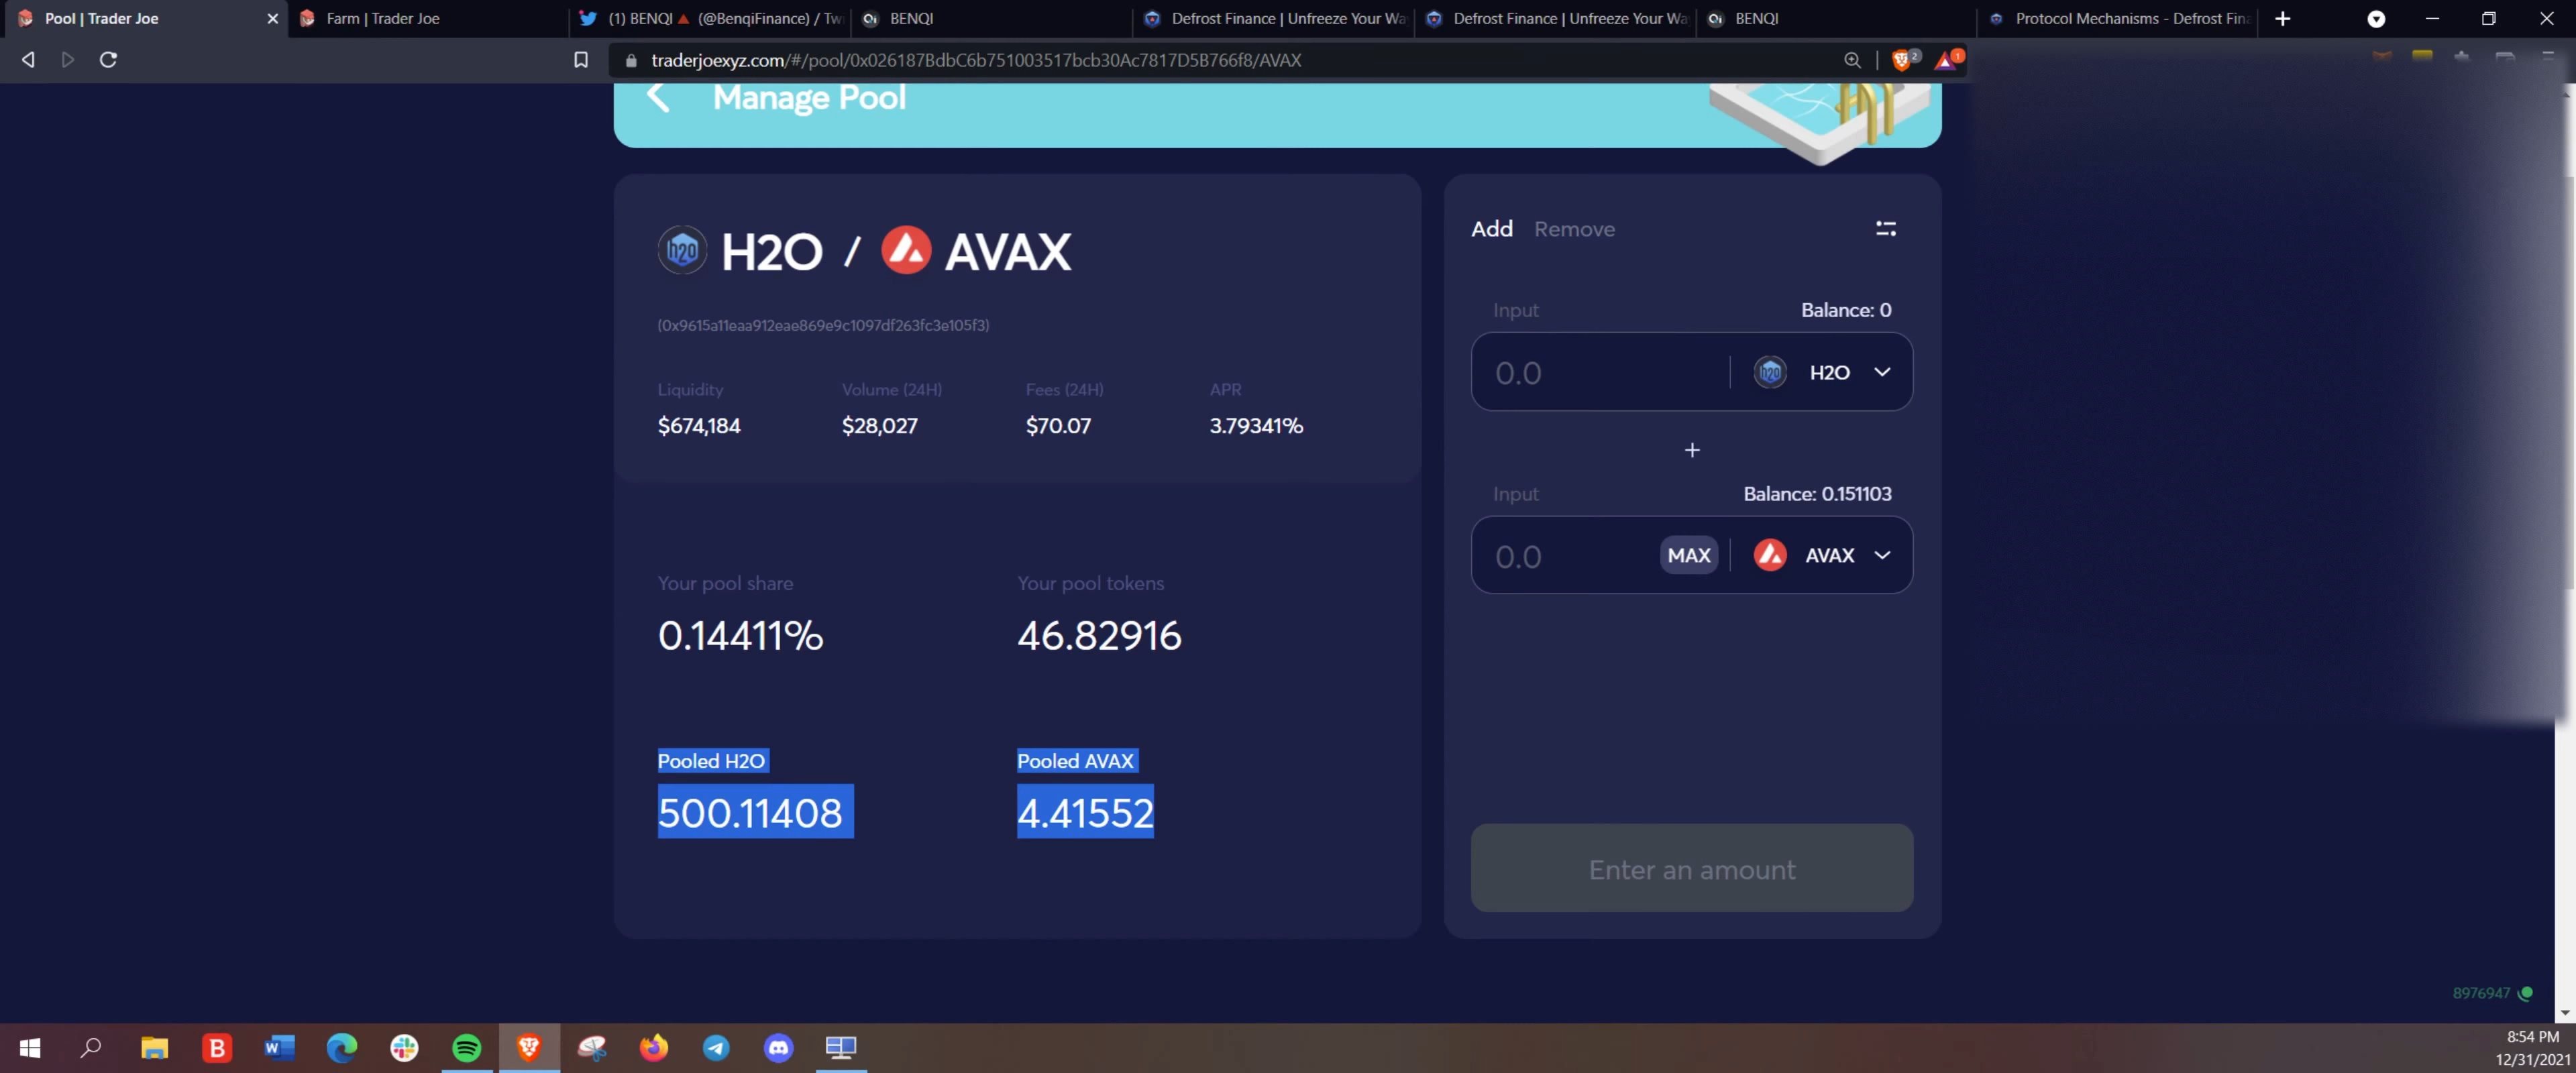 Pool | Trader Joe
Farm | Trader Joe
(1) BENQI (@BenqiFinance) / Tw
BENQI
Defrost Finance | Unfreeze Your Wa
Defrost Finance | Unfreeze Your Wa
BENQI
Protocol Mechanisms - Defrost Fin
traderjoexyz.com/#/pool/0x026187BdbC6b751003517bcb30Ac7817D5B766f8/AVAX
2
1
Manage Pool
h20 H2O / AVAX
(0x9615a11eaa912eae869e9c1097df263fc3e105f3)
Liquidity Volume (24H) Fees (24H) APR
$674,184 $28,027 $70.07 3.79341%
Your pool share Your pool tokens
0.14411% 46.82916
Pooled H2O Pooled AVAX
500.11408 4.41552
Add Remove
Input Balance: 0
0.0 h20 H2O
+
Input Balance: 0.151103
0.0 MAX AVAX
Enter an amount
8976947
B
W
8:54 PM
12/31/2021